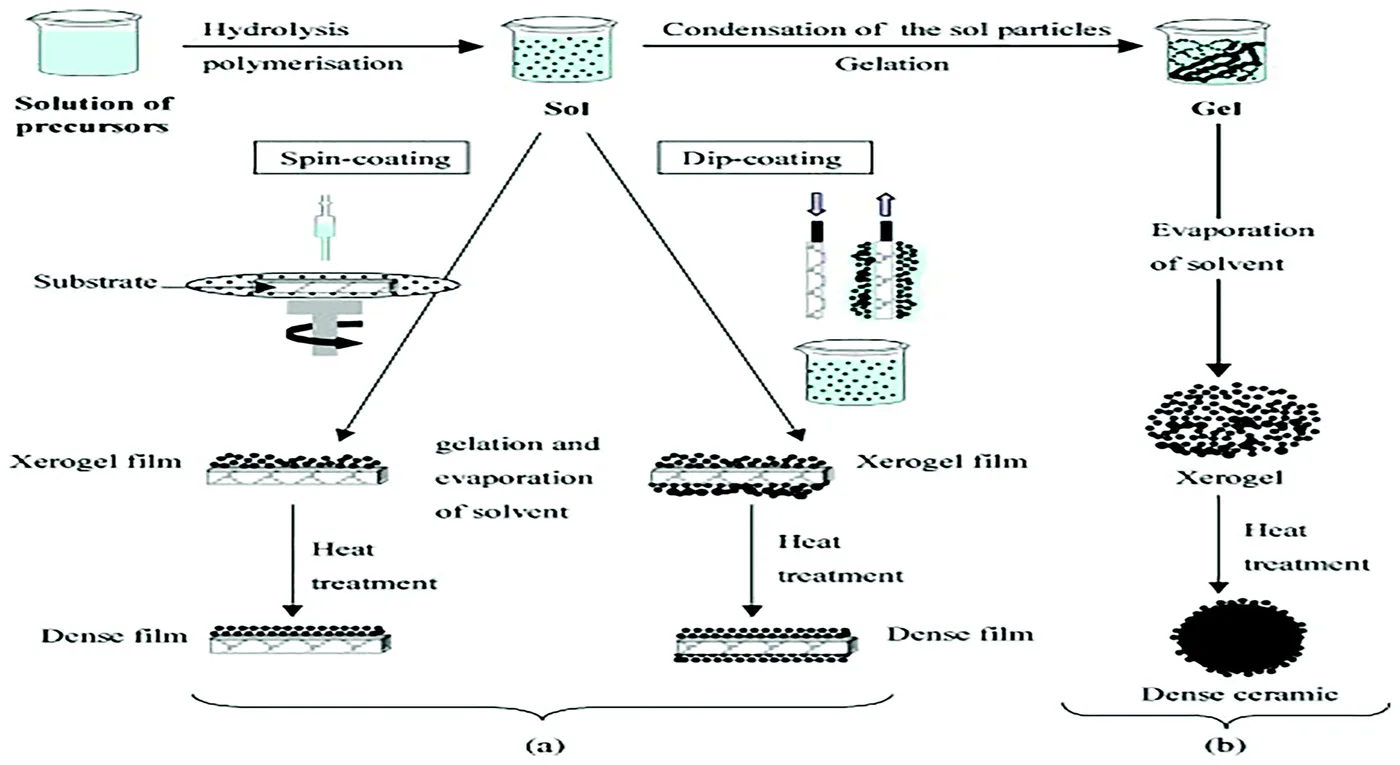 Hydrolysis
polymerisation
Condensation of the sol particles
Gelation
Solution of
precursors
Sol
Gel
Spin-coating
Dip-coating
Substrate
Evaporation
of solvent
Xerogel film
gelation and
evaporation
of solvent
Xerogel film
Xerogel
Heat
treatment
Heat
treatment
Heat
treatment
Dense film
Dense film
Dense ceramic
(a)
(b)